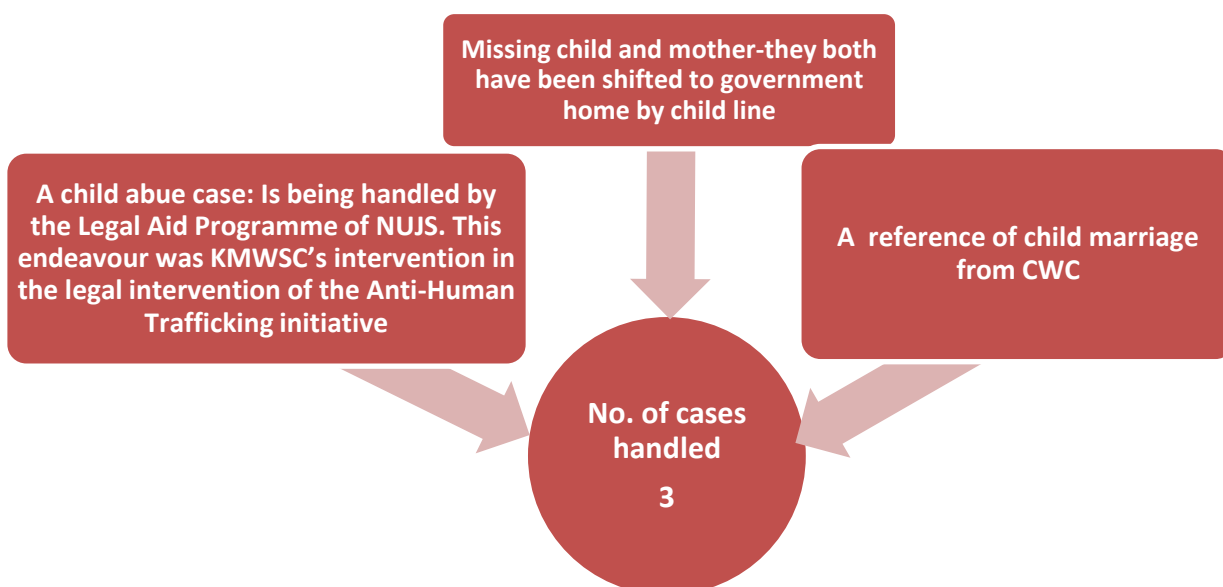 Missing child and mother-they both
have been shifted to government
home by child line
A child abue case: Is being handled by
the Legal Aid Programme of NUJS. This
endeavour was KMWSC’s intervention in
the legal intervention of the Anti-Human
Trafficking initiative
A reference of child marriage
from CWC
No. of cases
handled
3